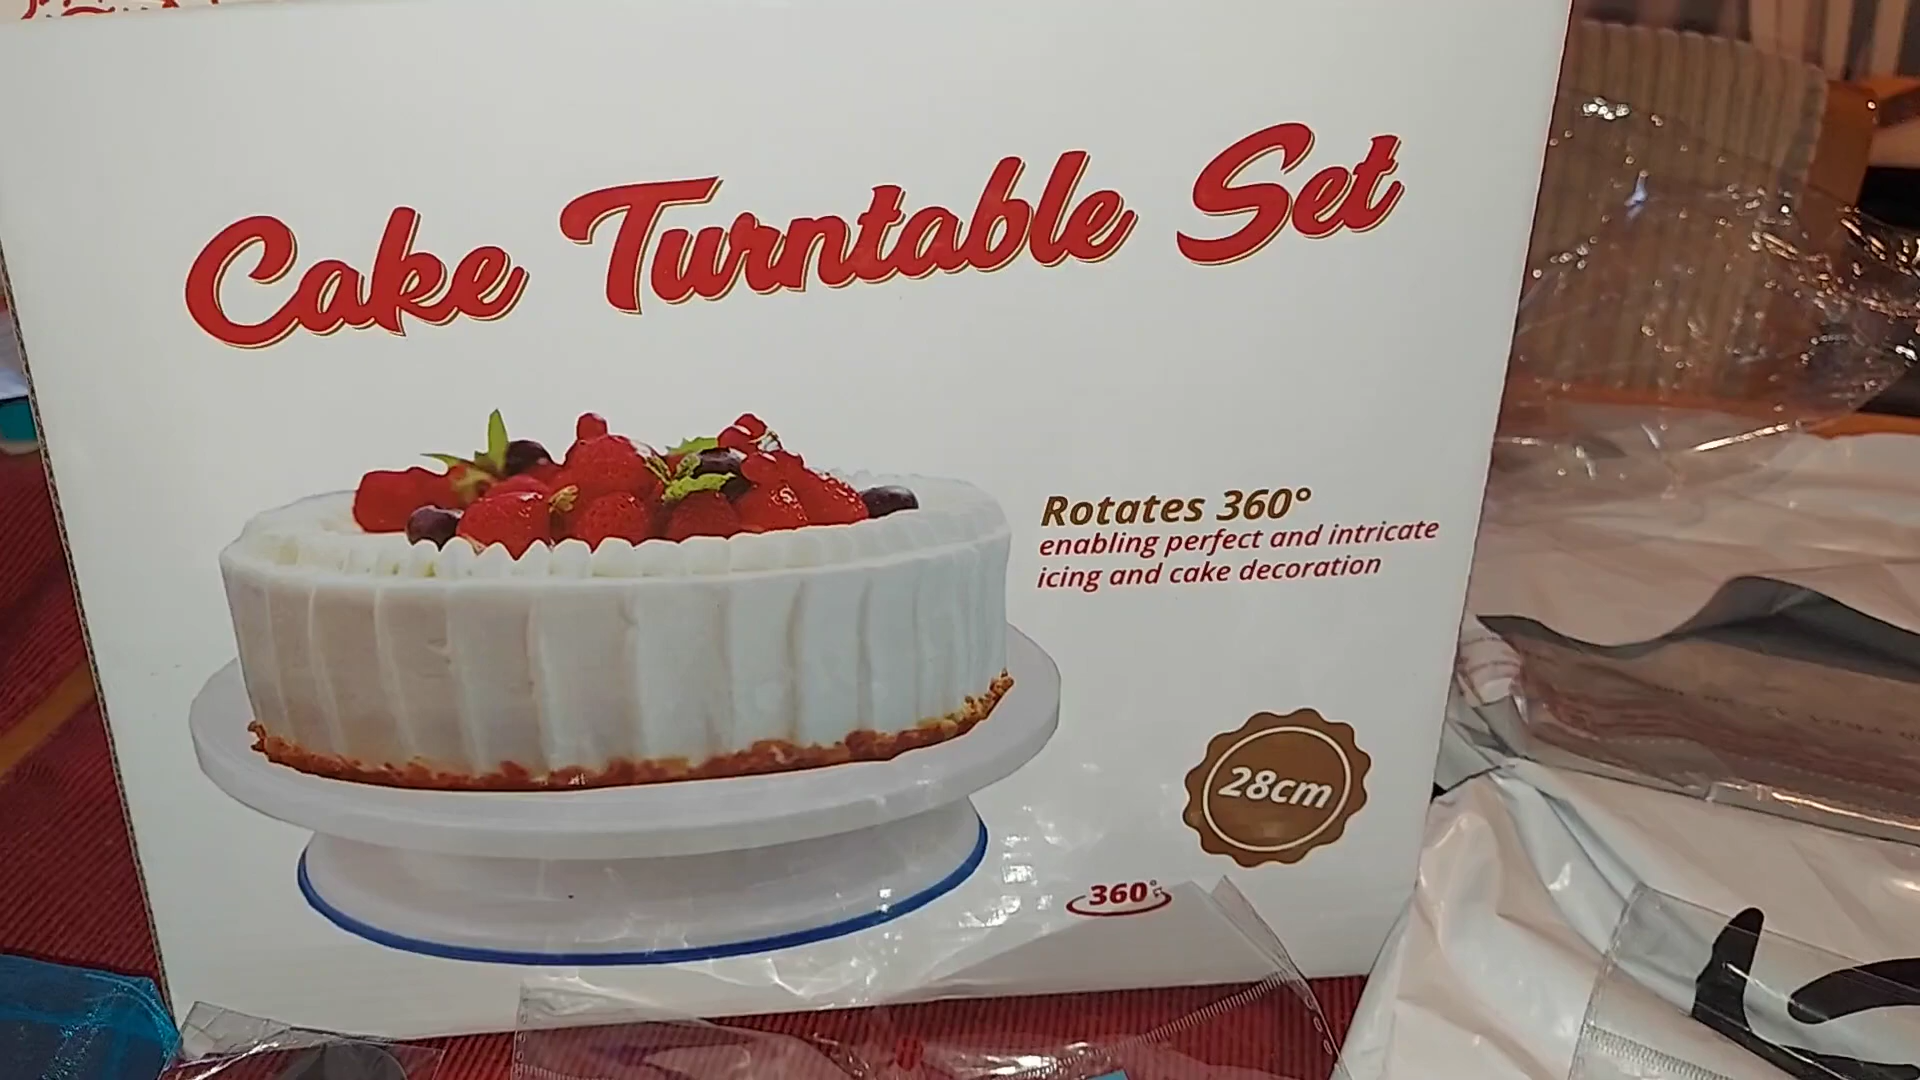 Cake Turntable Set
Rotates 360°
enabling perfect and intricate
icing and cake decoration
28cm
360°